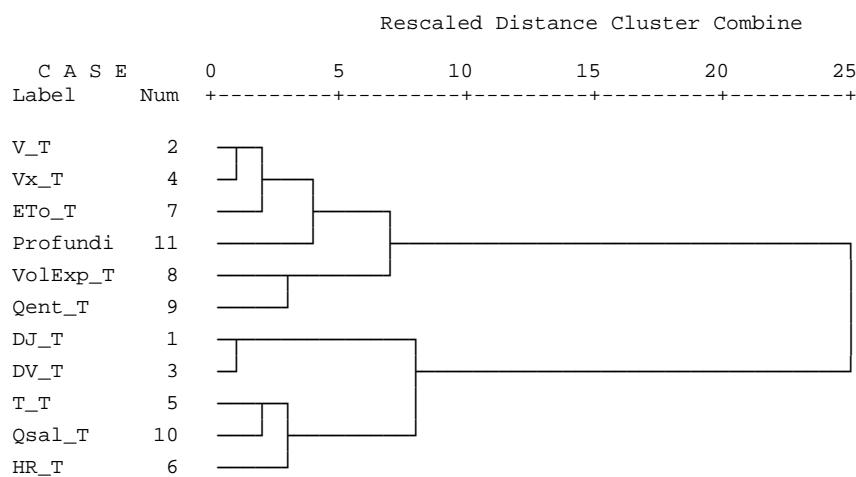 Rescaled Distance Cluster Combine
C A S E 0 5 10 15 20 25
Label Num +---------+---------+---------+---------+---------+
V_T 2
Vx_T 4
ETo_T 7
Profundi 11
VolExp_T 8
Qent_T 9
DJ_T 1
DV_T 3
T_T 5
Qsal_T 10
HR_T 6